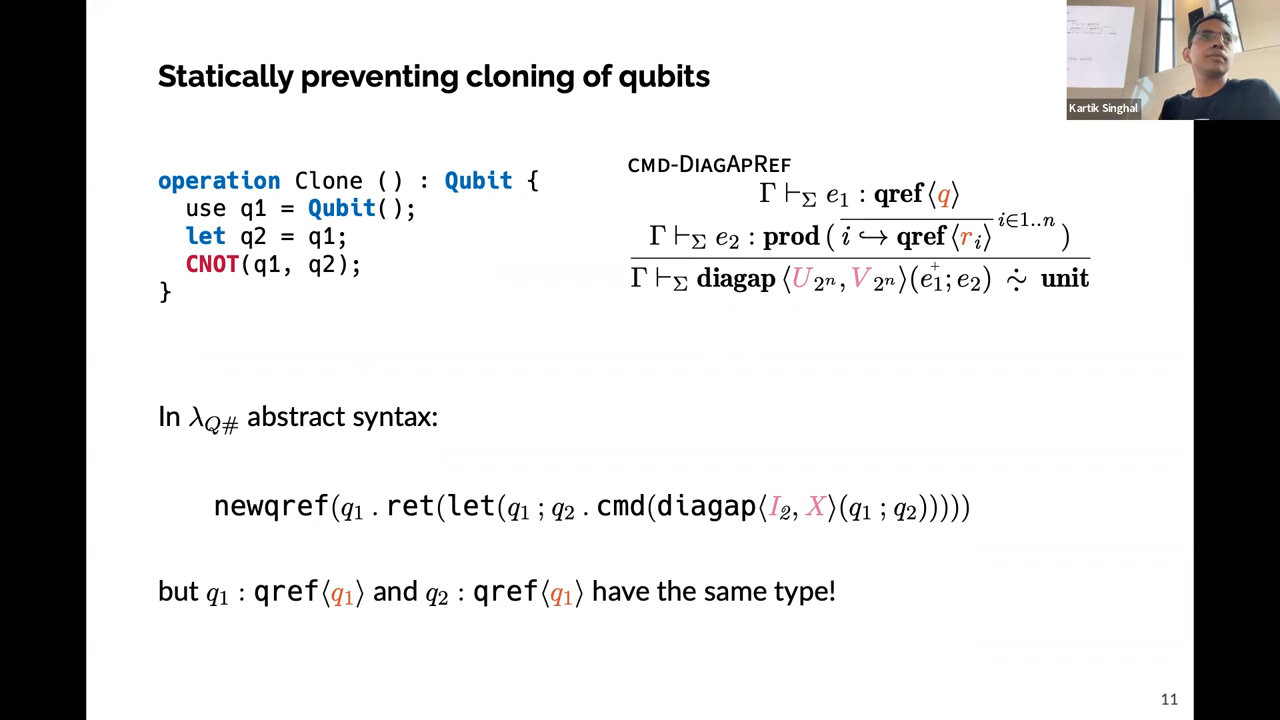 Statically preventing cloning of qubits
operation Clone () : Qubit {
use q1 = Qubit();
let q2 = q1;
CNOT(q1, q2);
}
CMD-DIAGAPREF
Γ ⊢Σ e₁ : qref⟨q⟩
Γ ⊢Σ e₂ : prod( i ↪ qref⟨rᵢ⟩ i∈1..n )
Γ ⊢Σ diagap ⟨U₂ⁿ, V₂ⁿ⟩(e₁⁺; e₂) ∻ unit
In λQ# abstract syntax:
newqref(q₁ . ret(let(q₁ ; q₂ . cmd(diagap⟨I₂, X⟩(q₁ ; q₂)))))
but q₁ : qref⟨q₁⟩ and q₂ : qref⟨q₁⟩ have the same type!
11
Kartik Singhal